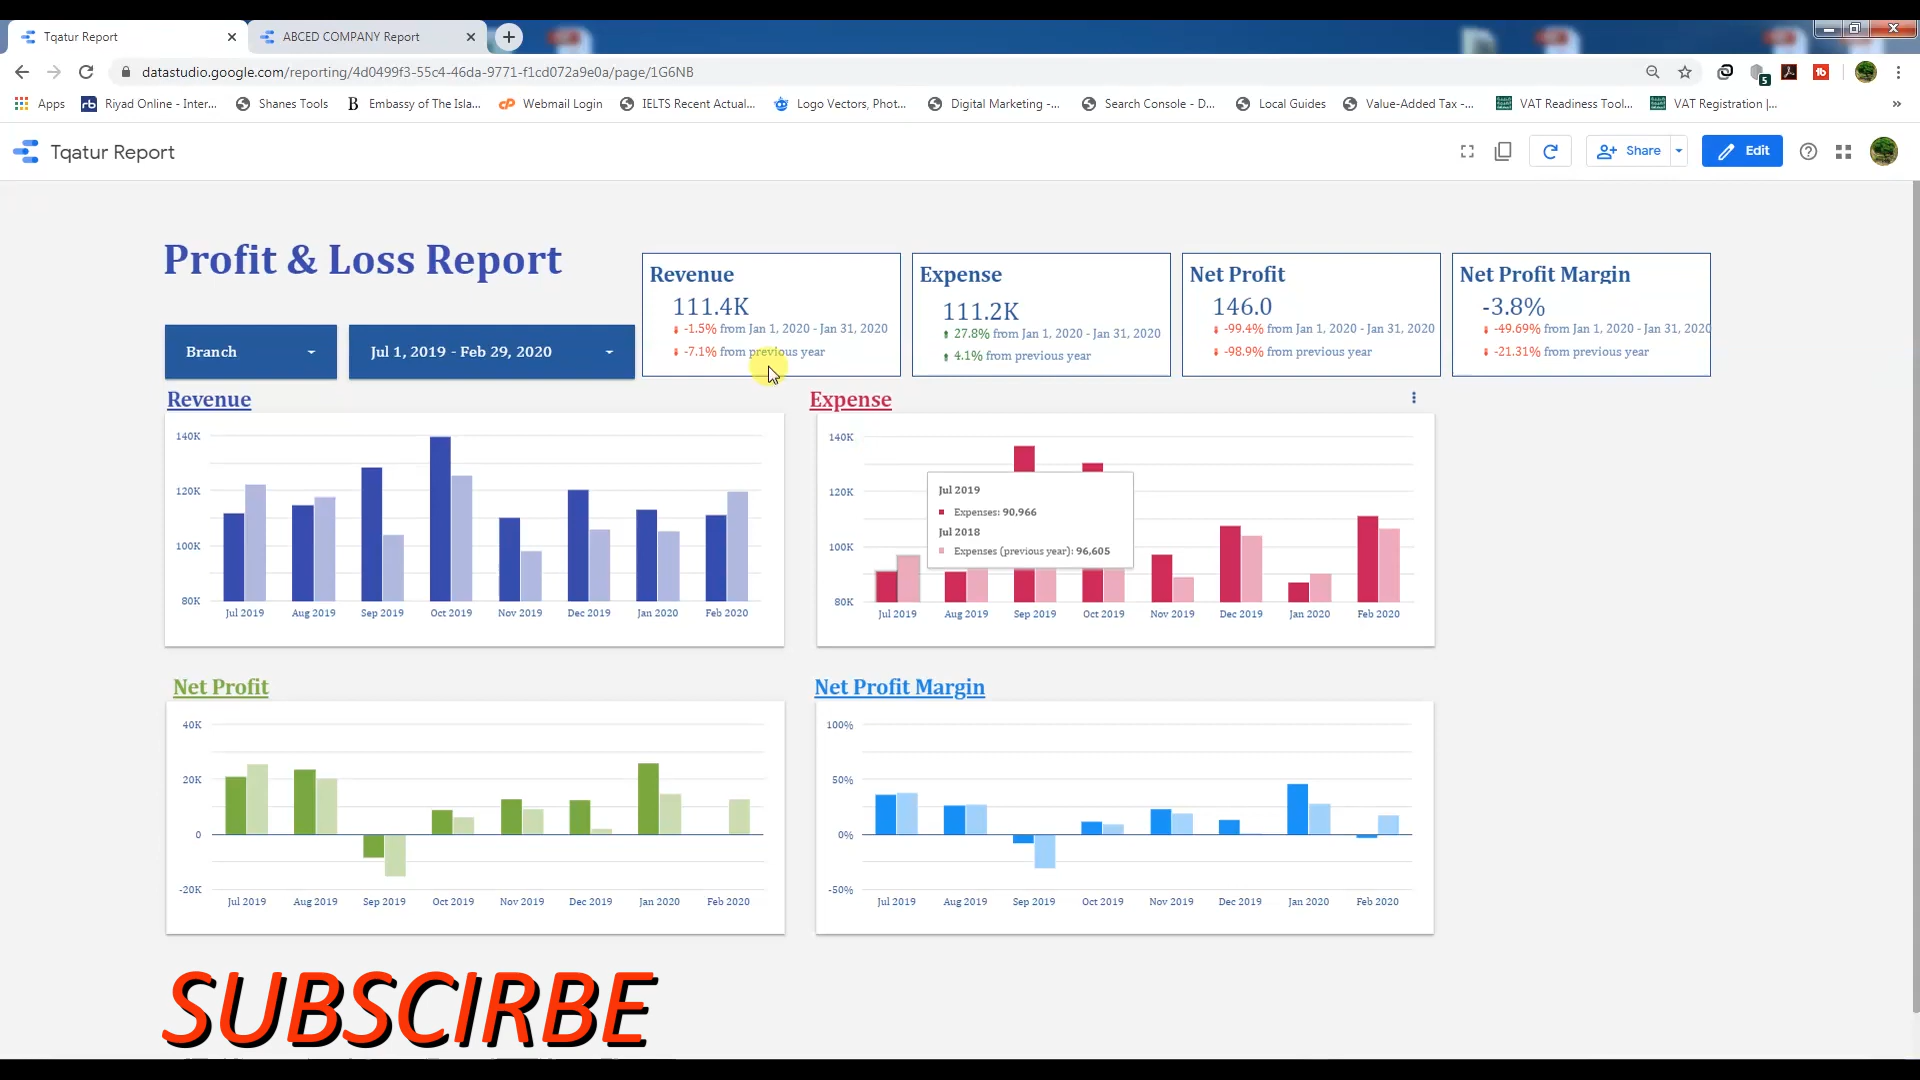 Tqatur Report
ABCED COMPANY Report
datastudio.google.com/reporting/4d0499f3-55c4-46da-9771-f1cd072a9e0a/page/1G6NB
5
Apps
rb
Riyad Online - Inter...
Shanes Tools
B
Embassy of The Isla...
Webmail Login
IELTS Recent Actual...
Logo Vectors, Phot...
Digital Marketing -...
Search Console - D...
Local Guides
Value-Added Tax -...
VAT Readiness Tool...
VAT Registration |...
»
Tqatur Report
Share
Edit
Profit & Loss Report
Branch
Jul 1, 2019 - Feb 29, 2020
Revenue
111.4K
-1.5% from Jan 1, 2020 - Jan 31, 2020
-7.1% from previous year
Expense
111.2K
27.8% from Jan 1, 2020 - Jan 31, 2020
4.1% from previous year
Net Profit
146.0
-99.4% from Jan 1, 2020 - Jan 31, 2020
-98.9% from previous year
Net Profit Margin
-3.8%
-49.69% from Jan 1, 2020 - Jan 31, 2020
-21.31% from previous year
Revenue
140K
120K
100K
80K
Jul 2019 Aug 2019 Sep 2019 Oct 2019 Nov 2019 Dec 2019 Jan 2020 Feb 2020
Expense
140K
120K
100K
80K
Jul 2019
Expenses: 90,966
Jul 2018
Expenses (previous year): 96,605
Jul 2019 Aug 2019 Sep 2019 Oct 2019 Nov 2019 Dec 2019 Jan 2020 Feb 2020
Net Profit
40K
20K
0
-20K
Jul 2019 Aug 2019 Sep 2019 Oct 2019 Nov 2019 Dec 2019 Jan 2020 Feb 2020
Net Profit Margin
100%
50%
0%
-50%
Jul 2019 Aug 2019 Sep 2019 Oct 2019 Nov 2019 Dec 2019 Jan 2020 Feb 2020
SUBSCIRBE